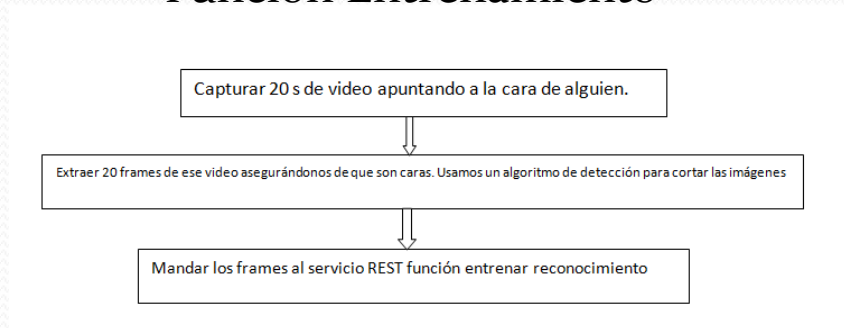 Función Entrenamiento
Capturar 20 s de video apuntando a la cara de alguien.
Extraer 20 frames de ese video asegurándonos de que son caras. Usamos un algoritmo de detección para cortar las imágenes
Mandar los frames al servicio REST función entrenar reconocimiento